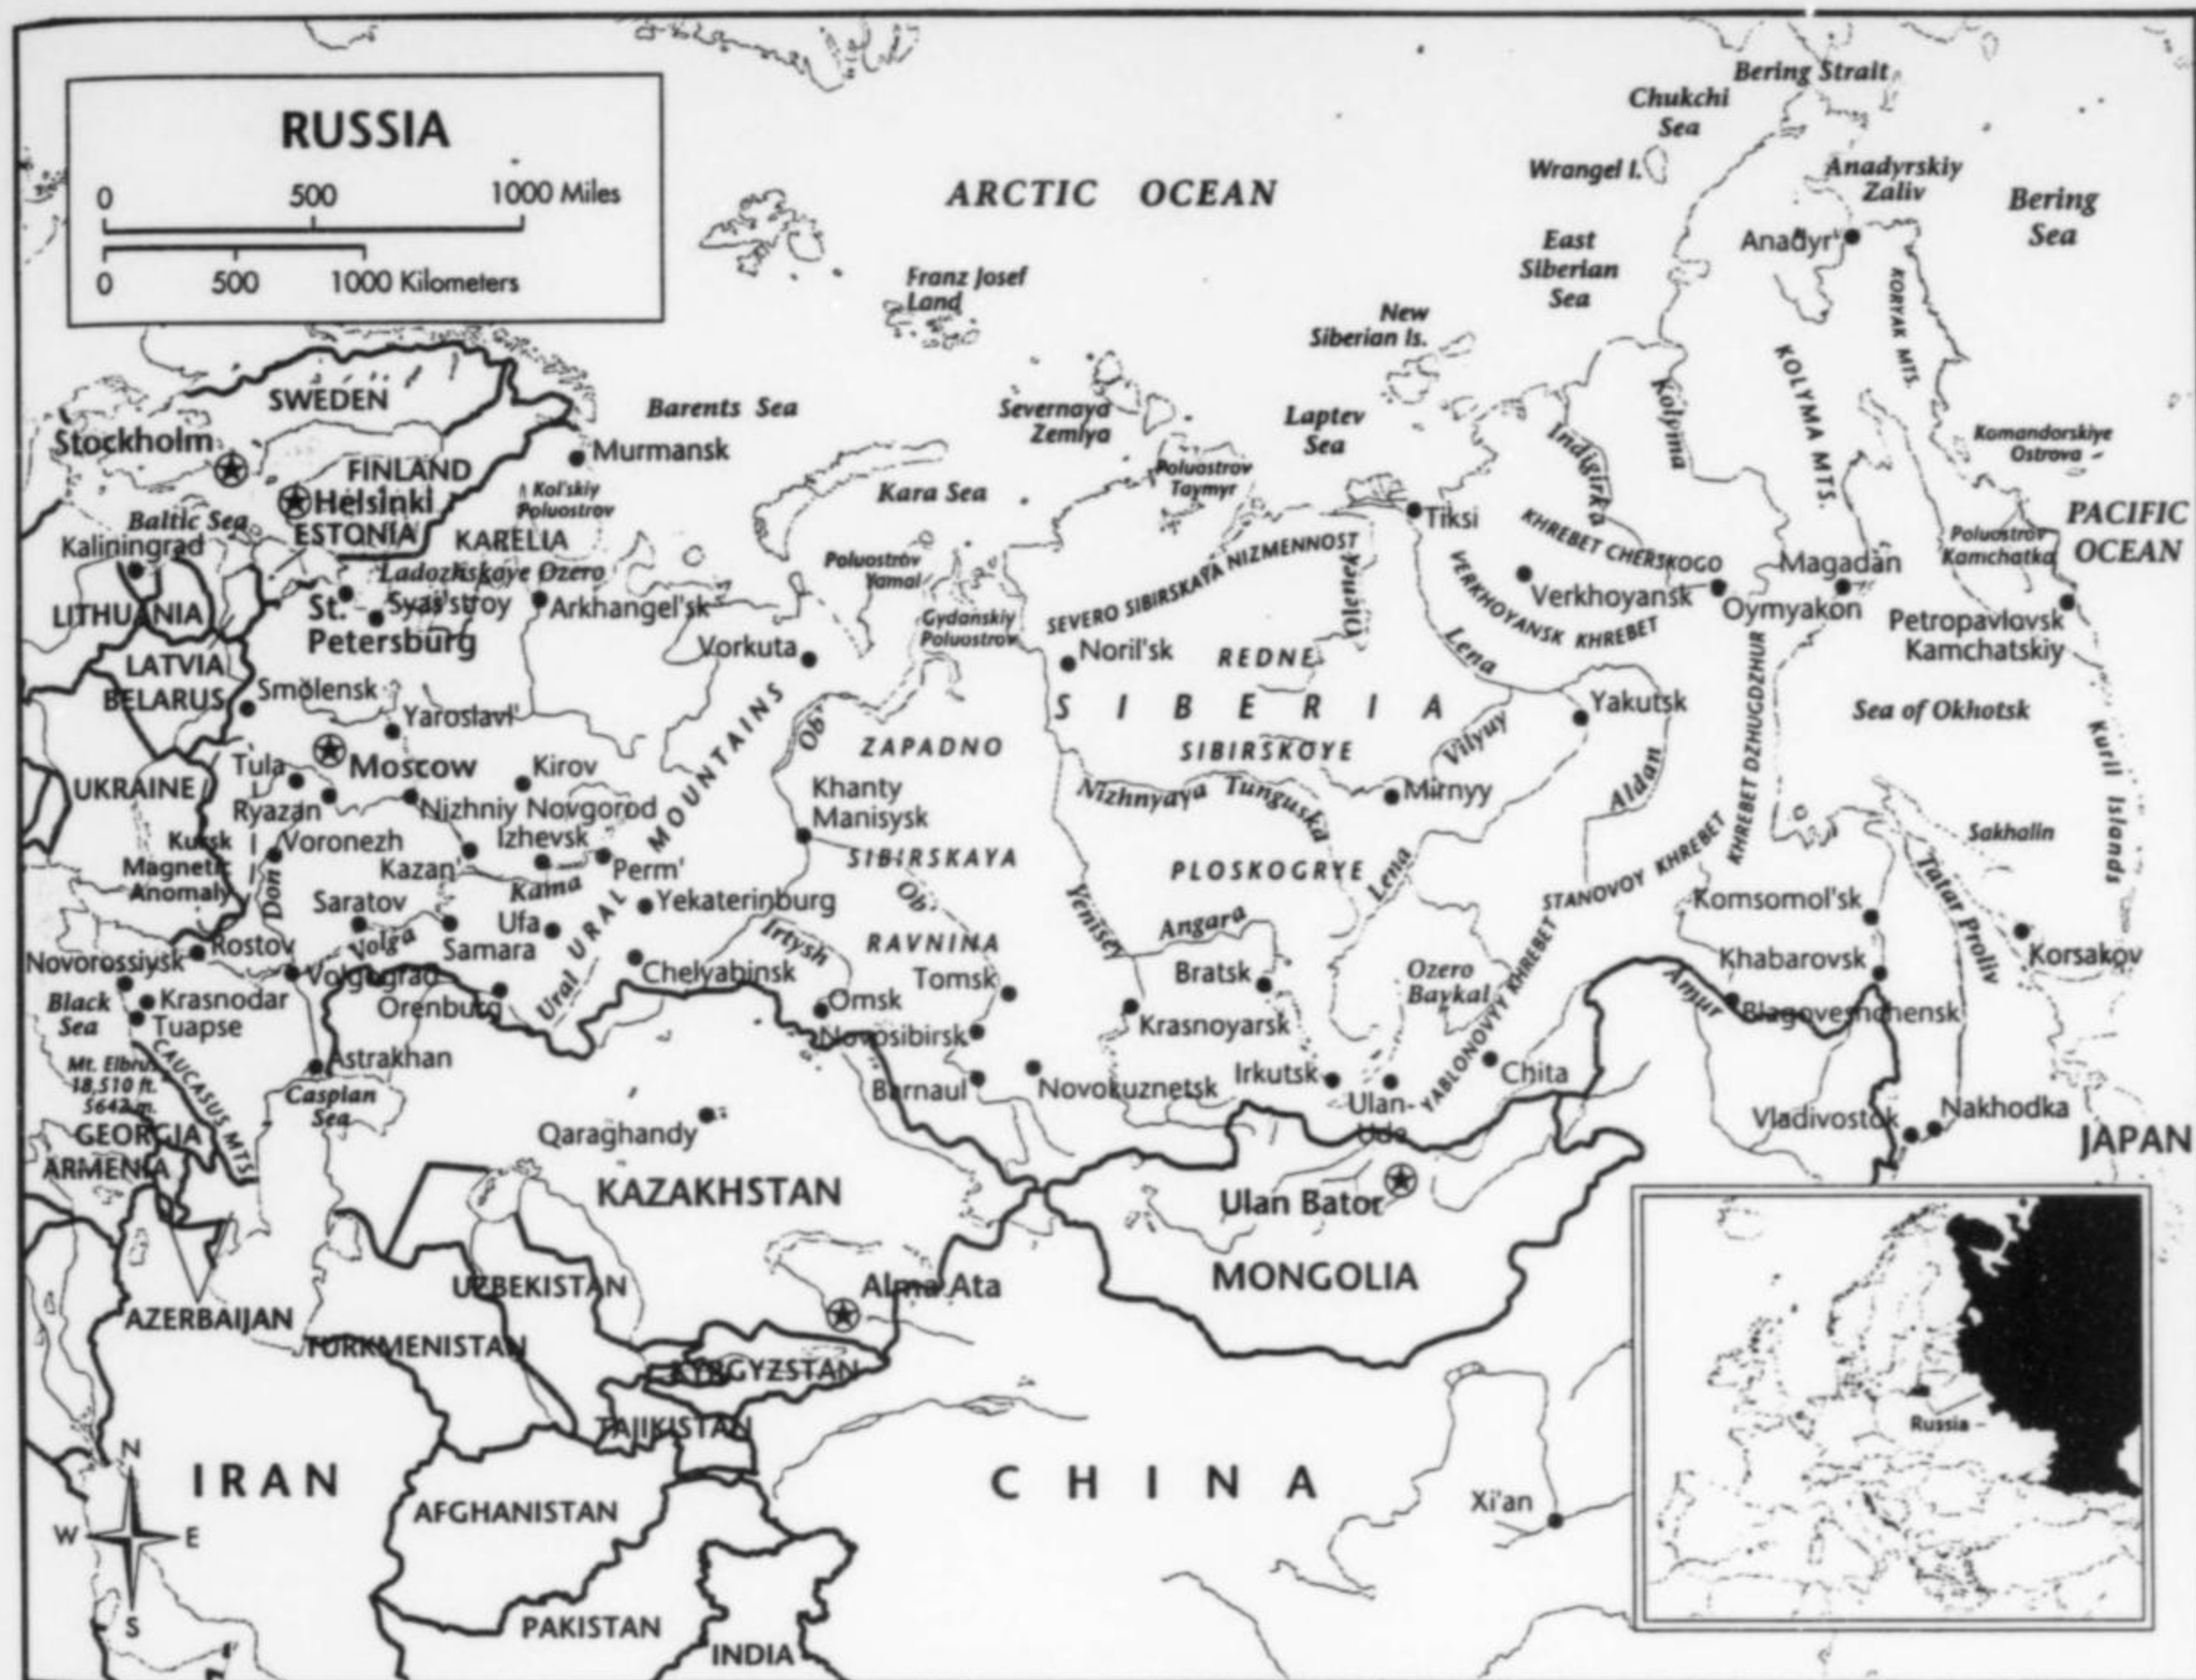 RUSSIA
0 500 1000 Miles
0 500 1000 Kilometers
ARCTIC OCEAN
Bering Strait
Chukchi
Sea
Wrangel I.
Anadyrskiy
Zaliv
Bering
Sea
Anadyr'
East
Siberian
Sea
Franz Josef
Land
New
Siberian Is.
KORYAK MTS.
KOLYMA MTS.
Kolyma
Indigirka
SWEDEN
Stockholm
FINLAND
Helsinki
ESTONIA
Baltic Sea
Kaliningrad
LITHUANIA
LATVIA
BELARUS
UKRAINE
Barents Sea
Murmansk
Kol'skiy
Poluostrov
KARELIA
Ladozhskoye Ozero
St.
Petersburg
Syas'stroy
Arkhangel'sk
Severnaya
Zemlya
Laptev
Sea
Kara Sea
Poluostrov
Taymyr
Poluostrov
Yamal
Gydanskiy
Poluostrov
Komandorskiye
Ostrova
PACIFIC
OCEAN
Poluostrov
Kamchatka
Tiksi
KHREBET CHERSKOGO
VERKHOYANSK KHREBET
Verkhoyansk
Oymyakon
Magadan
Petropavlovsk
Kamchatskiy
SEVERO SIBIRSKAYA NIZMENNOST
Olenek
Vorkuta
Noril'sk
REDNE
Lena
SIBERIA
Yakutsk
Sea of Okhotsk
Kuril Islands
Smolensk
Yaroslavl'
Moscow
Tula
Ryazan
Kirov
Nizhniy Novgorod
URAL MOUNTAINS
Ob'
ZAPADNO
SIBIRSKOYE
Vilyuy
Mirnyy
Aldan
KHREBET DZHUGDZHUR
Khanty
Manisysk
Nizhnyaya Tunguska
Kursk
Magnetic
Anomaly
Voronezh
Kazan'
Izhevsk
Perm'
Kama
Don
Saratov
Volga
Samara
Ufa
Yekaterinburg
SIBIRSKAYA
Ob'
PLOSKOGRYE
Lena
STANOVOY KHREBET
Sakhalin
Tatar Proliv
Komsomol'sk
Khabarovsk
Korsakov
Yenisey
Angara
Novorossiysk
Rostov
Volgograd
Orenburg
Ural
Chelyabinsk
Irtysh
RAVNINA
Tomsk
Bratsk
Ozero
Baykal
YABLONOVYY KHREBET
Amur
Blagoveshchensk
Black
Sea
Krasnodar
Tuapse
Omsk
Novosibirsk
Krasnoyarsk
Mt. Elbrus
18,510 ft.
5642 m.
CAUCASUS MTS.
Astrakhan
Caspian
Sea
Barnaul
Novokuznetsk
Irkutsk
Ulan-
Ude
Chita
Vladivostok
Nakhodka
JAPAN
GEORGIA
ARMENIA
AZERBAIJAN
Qaraghandy
KAZAKHSTAN
Ulan Bator
MONGOLIA
UZBEKISTAN
Alma Ata
TURKMENISTAN
KYRGYZSTAN
TAJIKISTAN
IRAN
CHINA
Xi'an
AFGHANISTAN
PAKISTAN
INDIA
N
W E
S
Russia